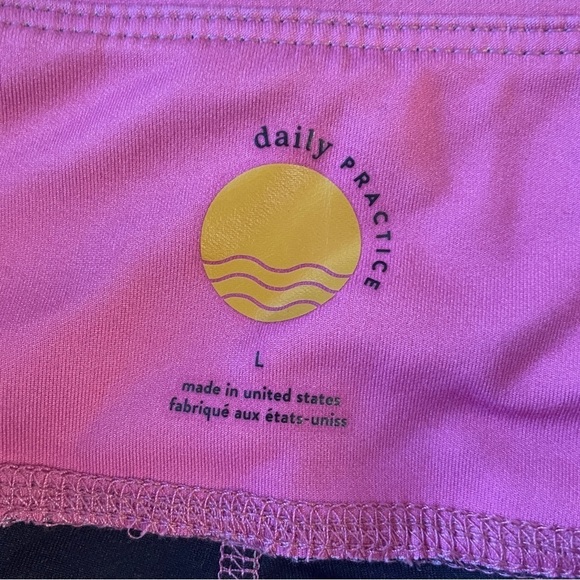 daily PRACTICE
L
made in united states
fabriqué aux états-uniss